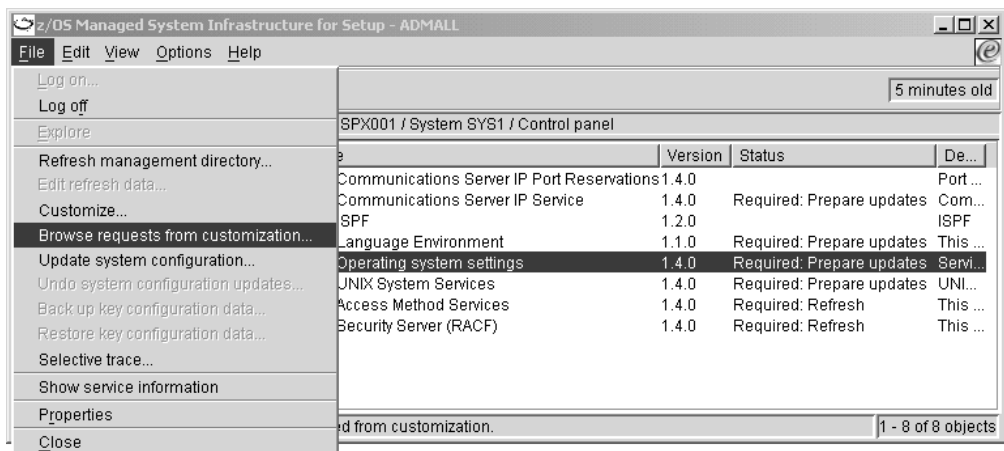 z/OS Managed System Infrastructure for Setup - ADMALL
File Edit View Options Help
Log on...
Log off
5 minutes old
Explore
SPX001 / System SYS1 / Control panel
Refresh management directory...
Edit refresh data...
Customize...
Browse requests from customization...
Update system configuration...
Undo system configuration updates...
Back up key configuration data...
Restore key configuration data...
Selective trace...
Show service information
Properties
Close
Version Status De...
Communications Server IP Port Reservations 1.4.0 Port ...
Communications Server IP Service 1.4.0 Required: Prepare updates Com...
ISPF 1.2.0 ISPF
Language Environment 1.1.0 Required: Prepare updates This ...
Operating system settings 1.4.0 Required: Prepare updates Servi...
UNIX System Services 1.4.0 Required: Prepare updates UNI...
Access Method Services 1.4.0 Required: Refresh This ...
Security Server (RACF) 1.4.0 Required: Refresh This ...
d from customization.
1 - 8 of 8 objects